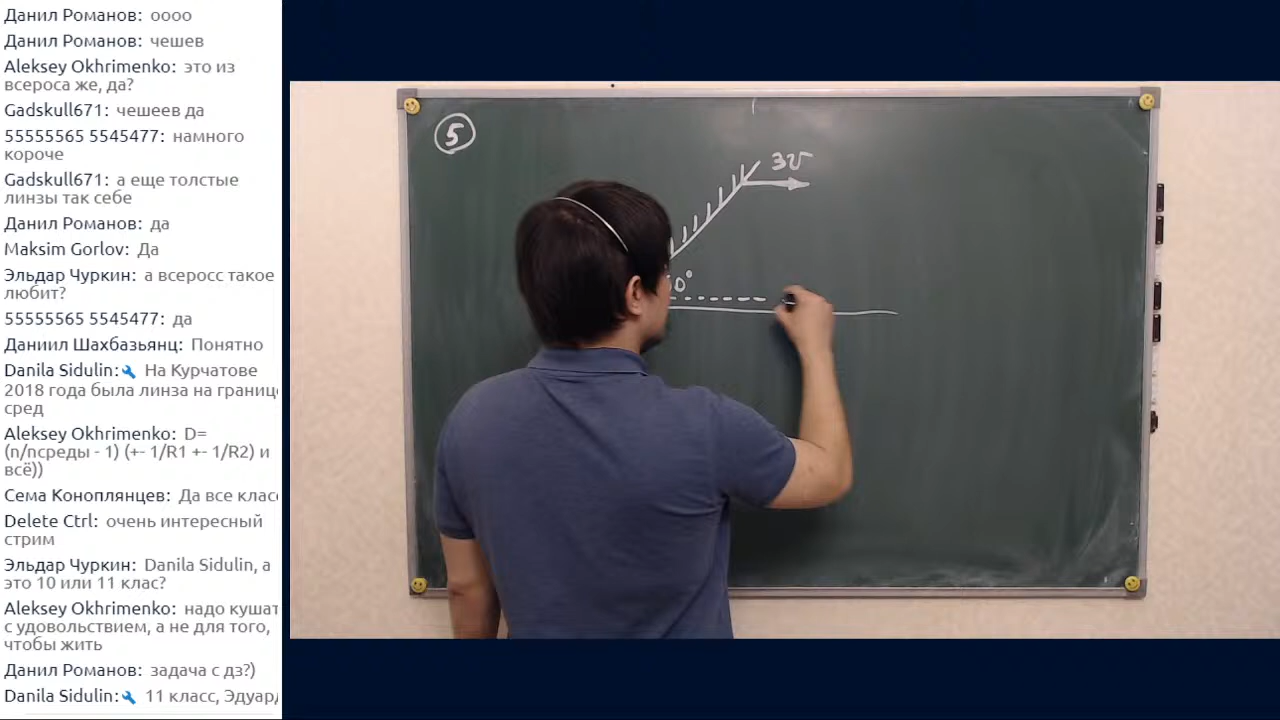 Данил Романов: оооо
Данил Романов: чешев
Aleksey Okhrimenko: это из
всероса же, да?
Gadskull671: чешеев да
55555565 5545477: намного
короче
Gadskull671: а еще толстые
линзы так себе
Данил Романов: да
Maksim Gorlov: Да
Эльдар Чуркин: а всеросс такое
любит?
55555565 5545477: да
Даниил Шахбазьянц: Понятно
Danila Sidulin: На Курчатове
2018 года была линза на границе
сред
Aleksey Okhrimenko: D=
(n/nсреды - 1) (+- 1/R1 +- 1/R2) и
всё))
Сема Коноплянцев: Да все клас
Delete Ctrl: очень интересный
стрим
Эльдар Чуркин: Danila Sidulin, а
это 10 или 11 клас?
Aleksey Okhrimenko: надо кушат
с удовольствием, а не для того,
чтобы жить
Данил Романов: задача с дз?)
Danila Sidulin: 11 класс, Эдуард
5
3v
0°